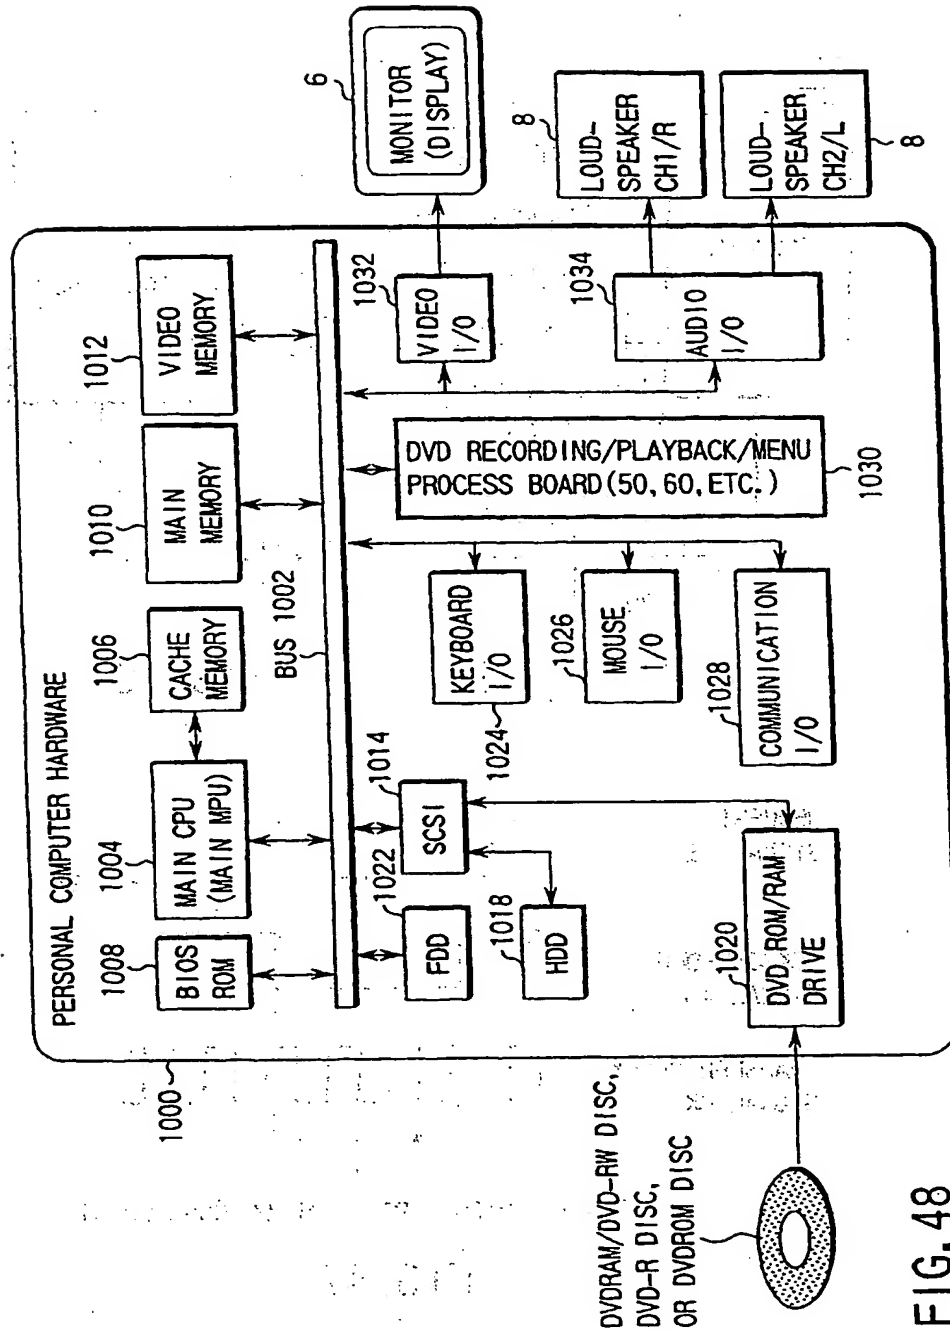 PERSONAL COMPUTER HARDWARE
1000
1008
BIOS
ROM
1004
MAIN CPU
(MAIN MPU)
1006
CACHE
MEMORY
1010
MAIN
MEMORY
1012
VIDEO
MEMORY
BUS 1002
1022
FDD
1014
SCSI
1018
HDD
1020
DVD ROM/RAM
DRIVE
1024
KEYBOARD
I/O
1026
MOUSE
I/O
1028
COMMUNICATION
I/O
DVD RECORDING/PLAYBACK/MENU
PROCESS BOARD(50, 60, ETC.)
1030
1032
VIDEO
I/O
1034
AUDIO
I/O
6
MONITOR
(DISPLAY)
8
LOUD-
SPEAKER
CH1/R
LOUD-
SPEAKER
CH2/L
8
DVDRAM/DVD-RW DISC,
DVD-R DISC,
OR DVDROM DISC
FIG. 48